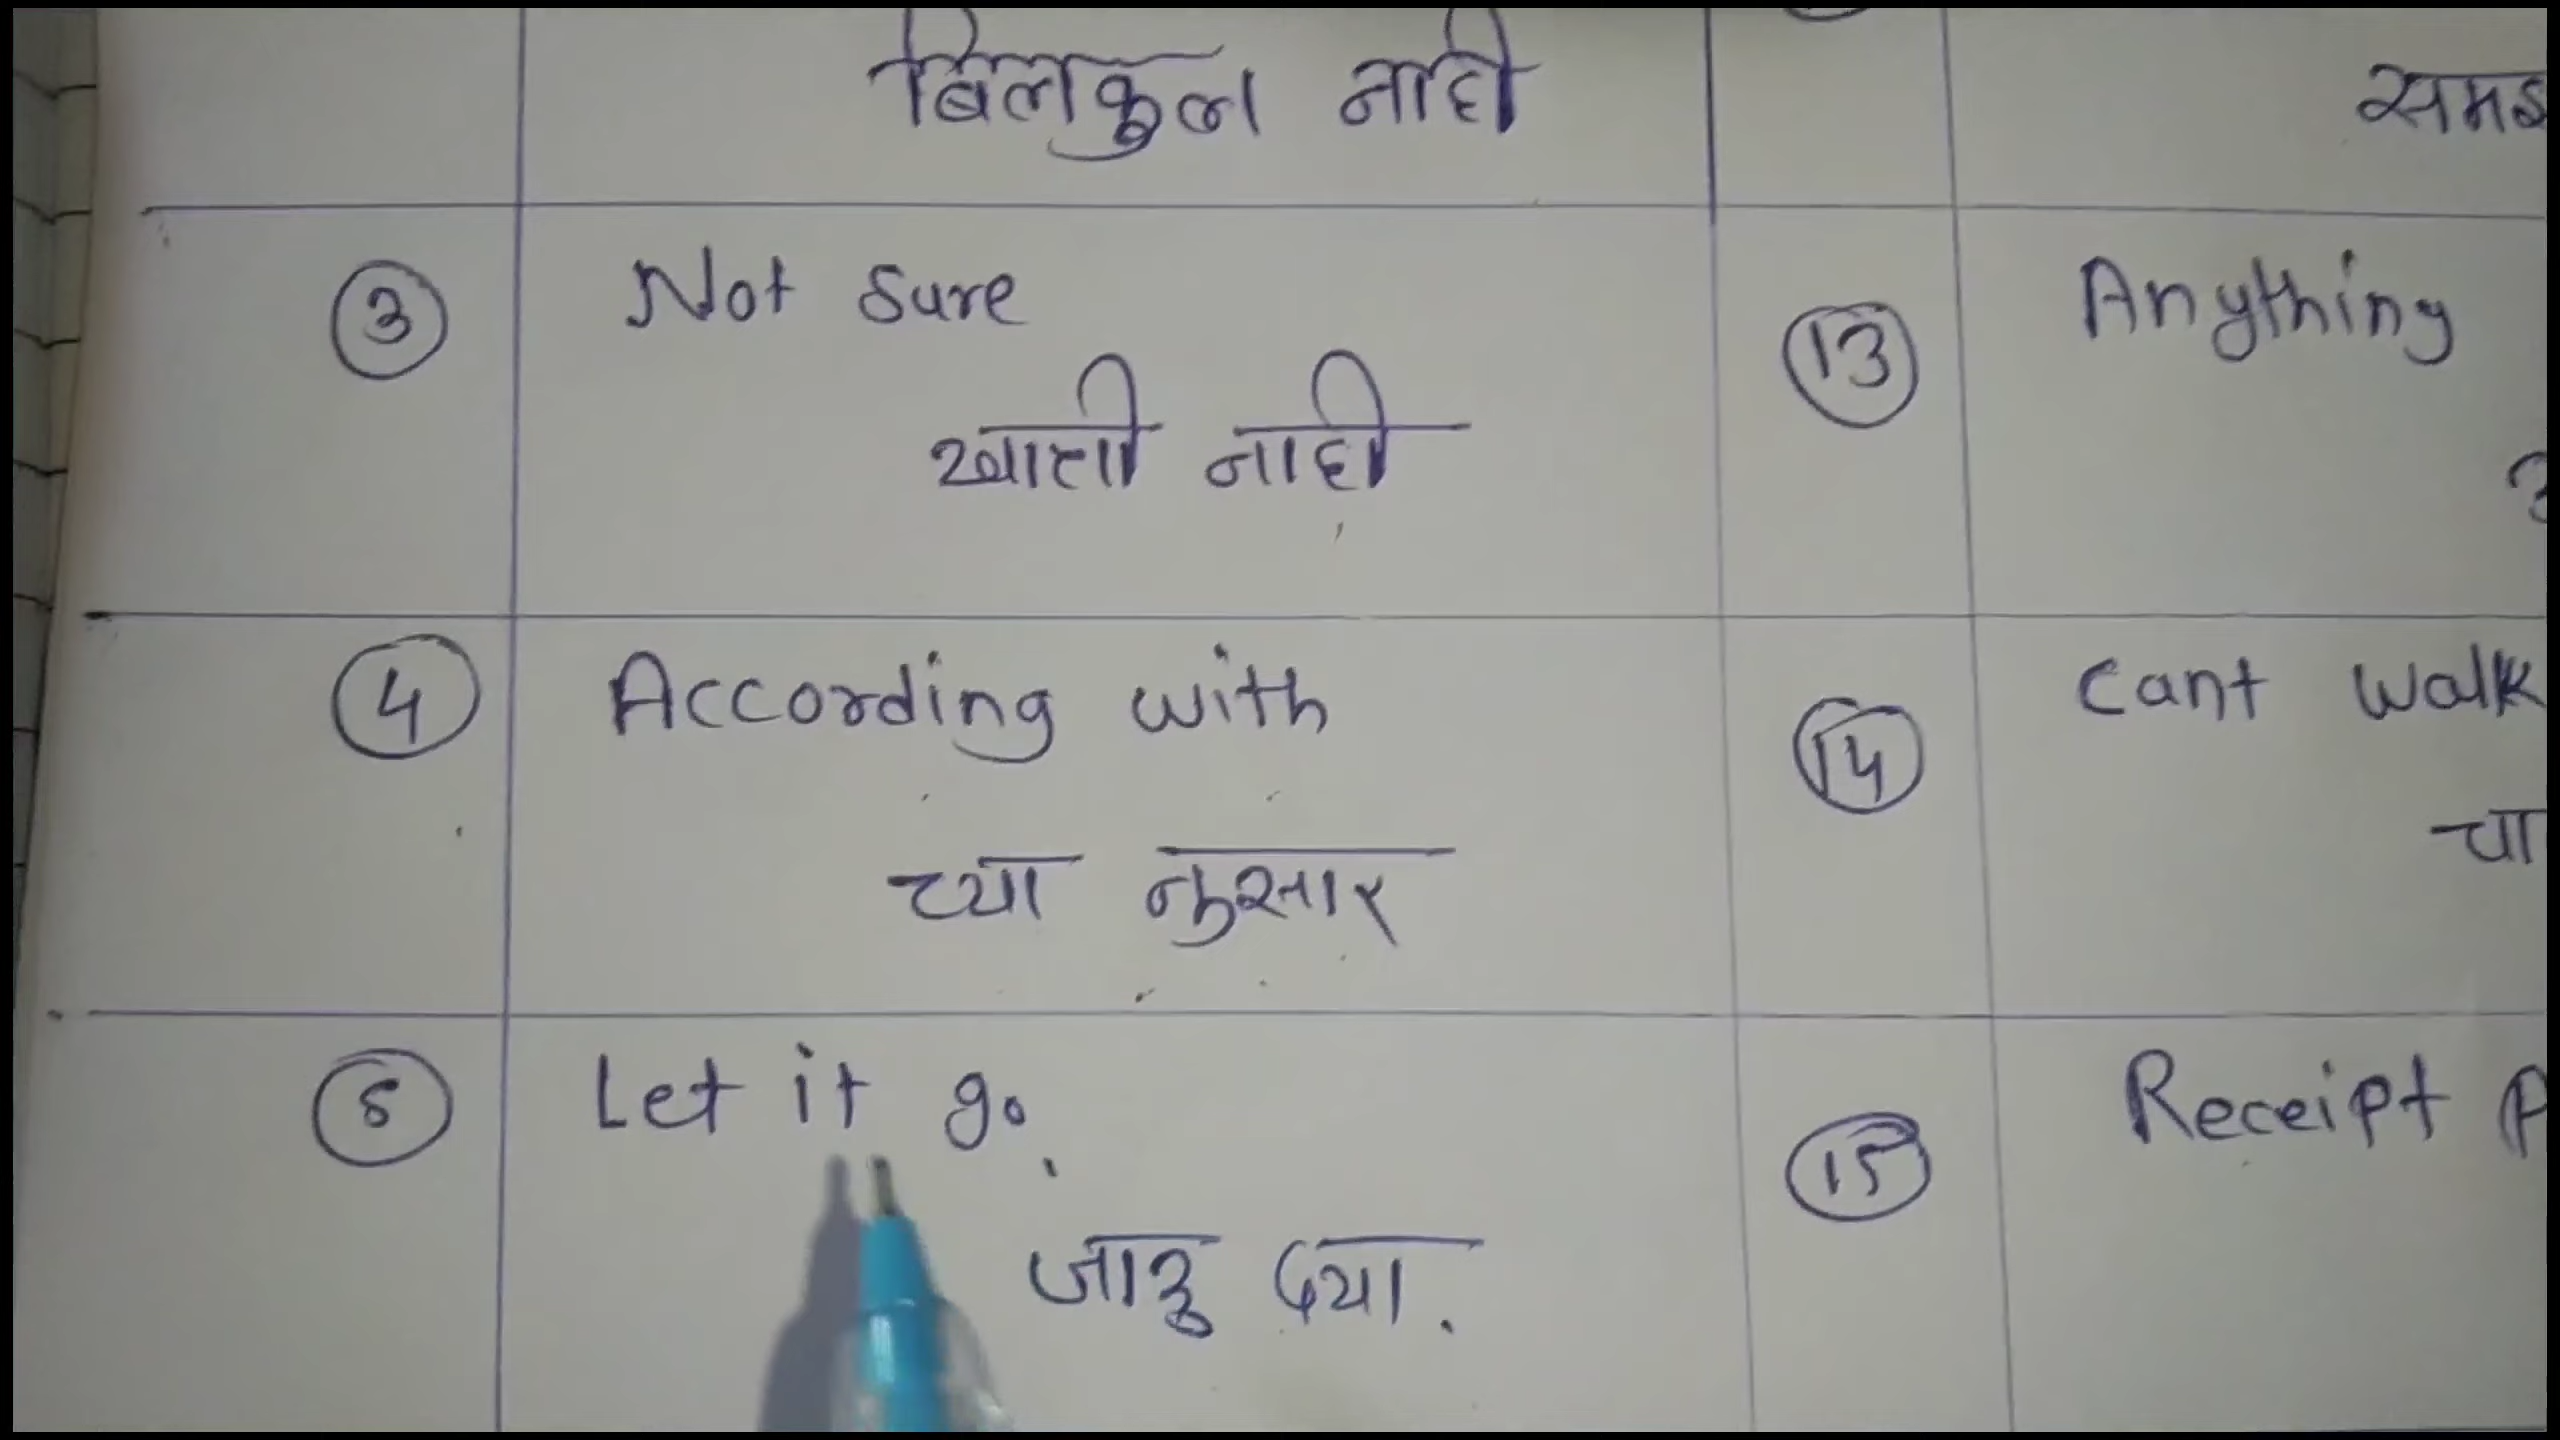 बिलकुल नाही
3 Not sure
खात्री नाही
4 According with
च्या नुसार
5 Let it go.
जाऊ द्या.
13 Anything
14 Cant walk
चा
15 Receipt